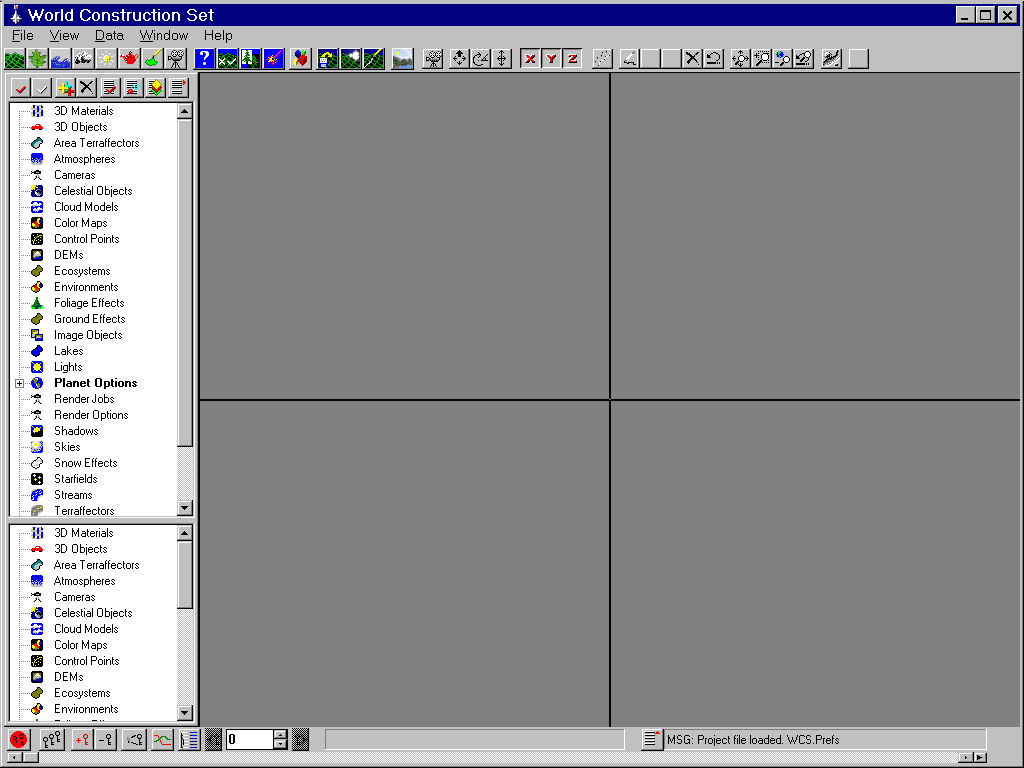 World Construction Set
File View Data Window Help
?
X Y Z
3D Materials
3D Objects
Area Terraffectors
Atmospheres
Cameras
Celestial Objects
Cloud Models
Color Maps
Control Points
DEMs
Ecosystems
Environments
Foliage Effects
Ground Effects
Image Objects
Lakes
Lights
Planet Options
Render Jobs
Render Options
Shadows
Skies
Snow Effects
Starfields
Streams
Terraffectors
3D Materials
3D Objects
Area Terraffectors
Atmospheres
Cameras
Celestial Objects
Cloud Models
Color Maps
Control Points
DEMs
Ecosystems
Environments
0
MSG: Project file loaded. WCS.Prefs